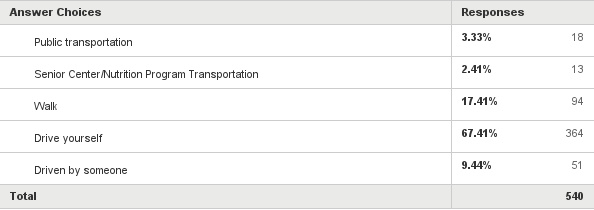 Answer Choices Responses
Public transportation 3.33% 18
Senior Center/Nutrition Program Transportation 2.41% 13
Walk 17.41% 94
Drive yourself 67.41% 364
Driven by someone 9.44% 51
Total 540